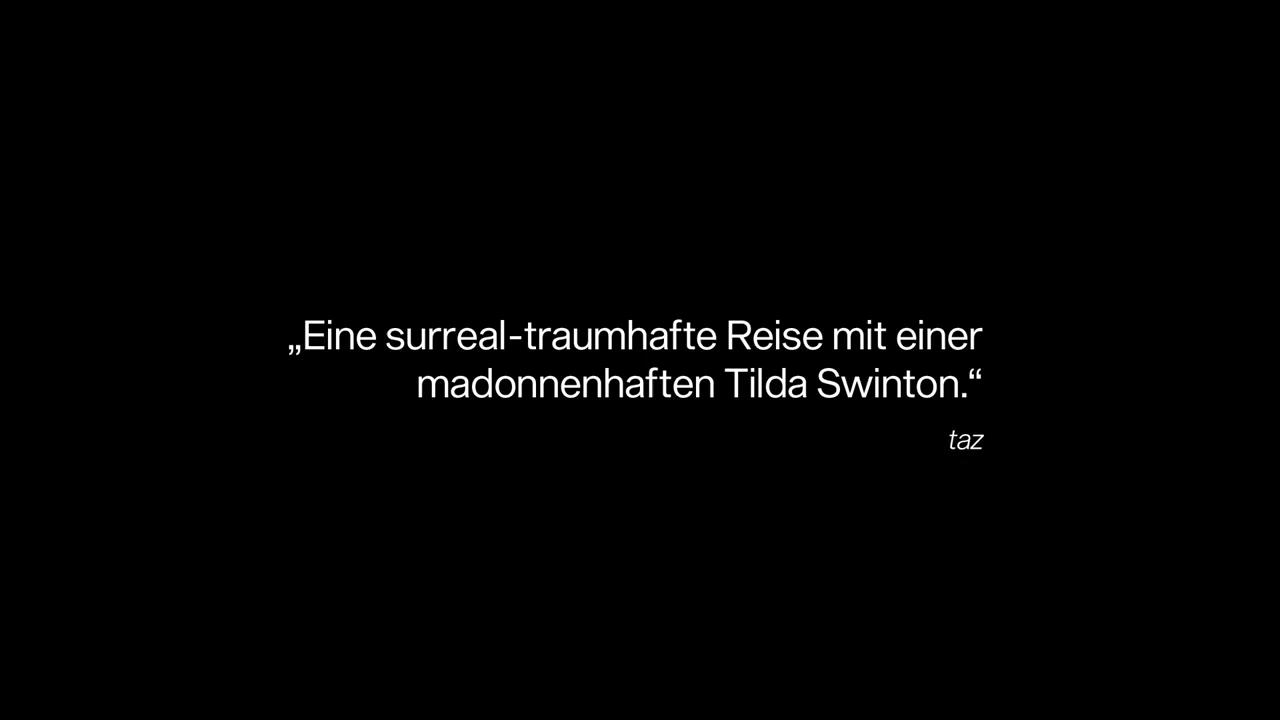 „Eine surreal-traumhafte Reise mit einer
madonnenhaften Tilda Swinton.“
taz